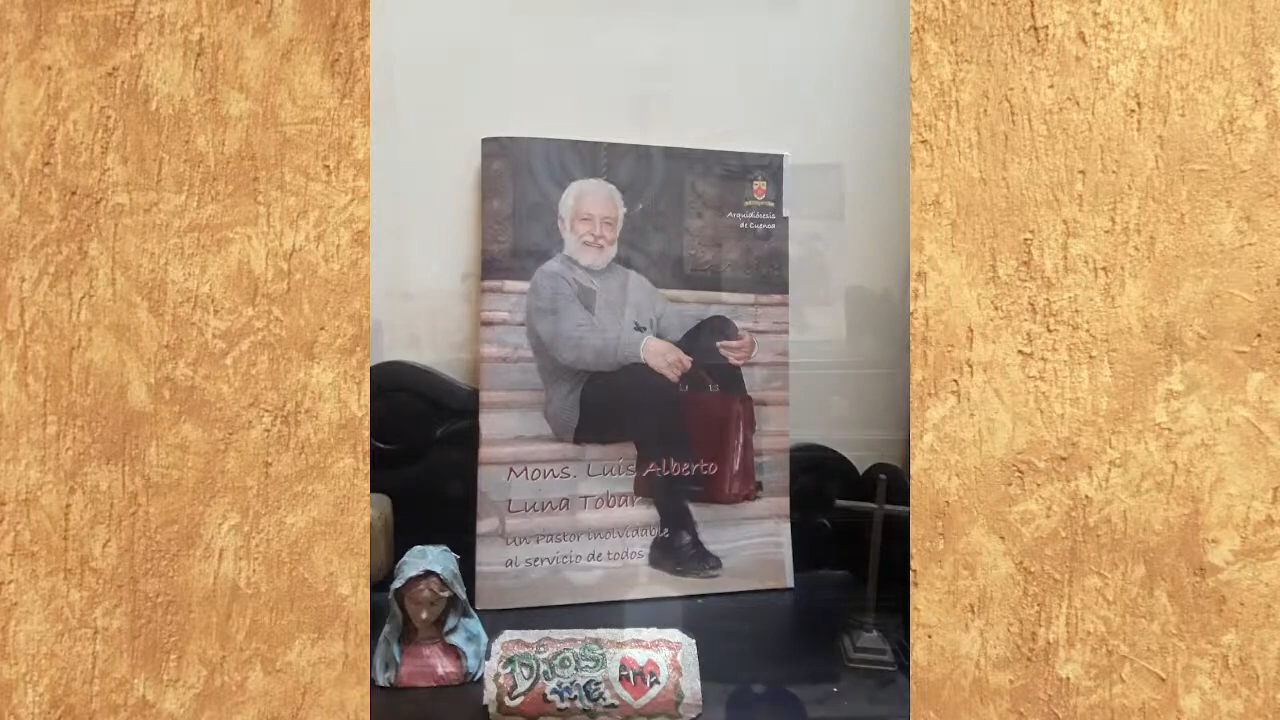 Arquidiócesis
de Cuenca
Mons. Luis Alberto
Luna Tobar
un Pastor inolvidable
al servicio de todos
Dios
ME
AMA